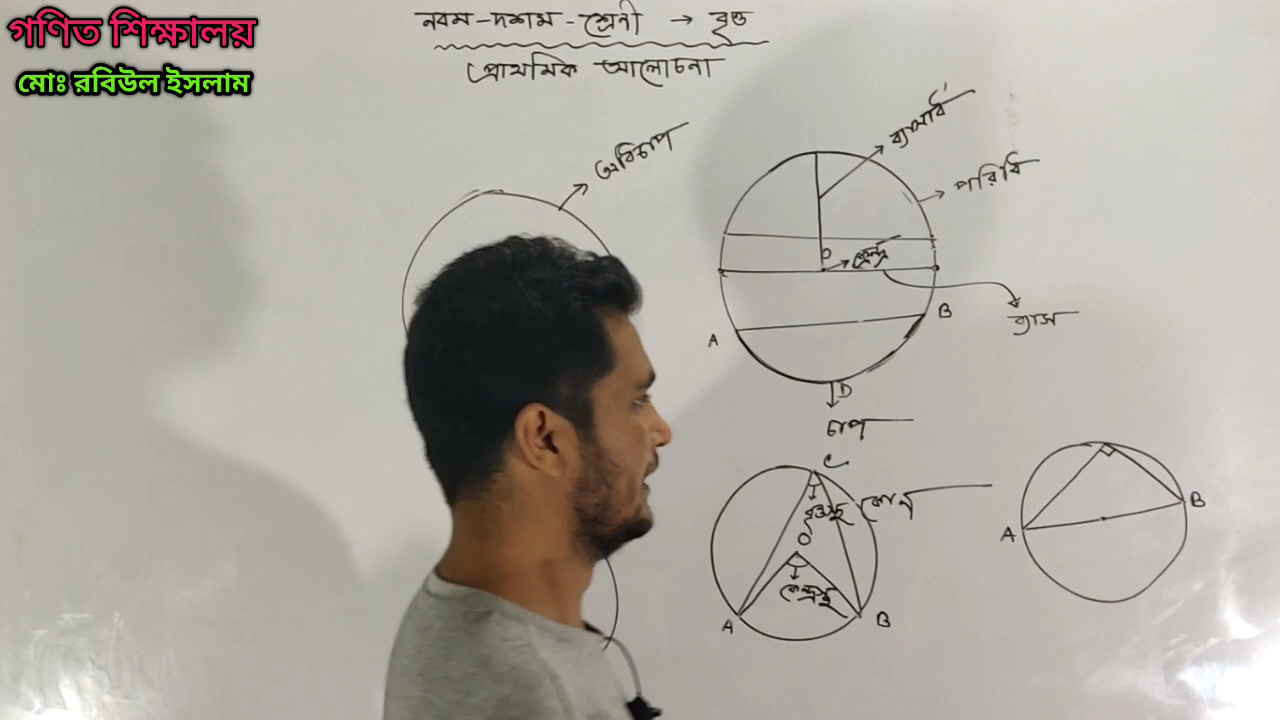 গণিত শিক্ষালয়
মোঃ রবিউল ইসলাম
নবম-দশম-শ্রেনী → বৃত্ত
প্রাথমিক আলোচনা
অধিচাপ
ব্যাসার্ধ
পরিধি
O
কেন্দ্র
ব্যাস
A
B
D
চাপ
C
বৃত্তস্থ কোন
O
কেন্দ্রস্থ
A
B
A
B